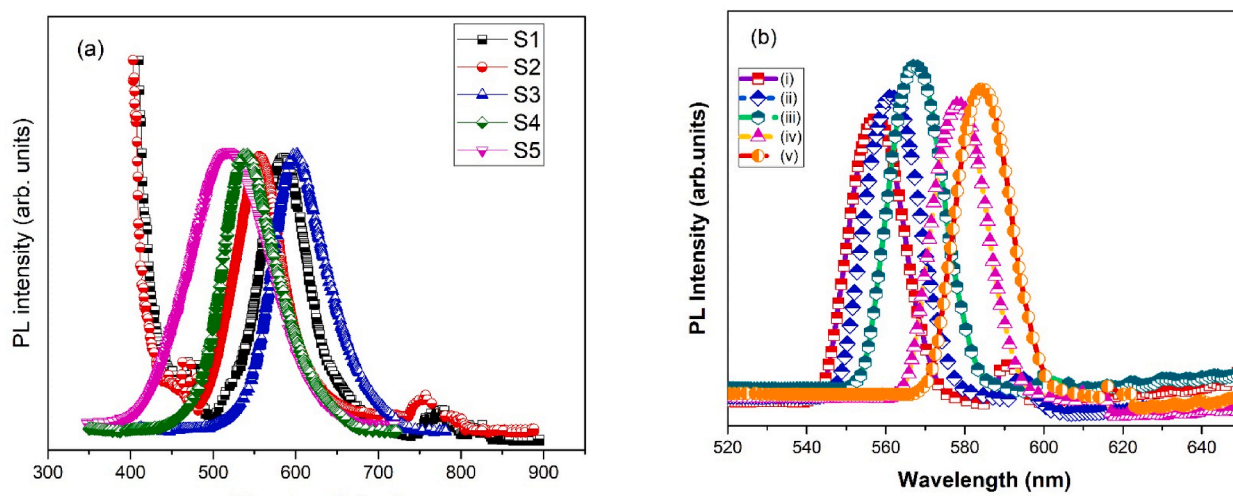 (a)
S1
S2
S3
S4
S5
PL intensity (arb. units)
300 400 500 600 700 800 900
(b)
(i)
(ii)
(iii)
(iv)
(v)
PL Intensity (arb.units)
520 540 560 580 600 620 640
Wavelength (nm)